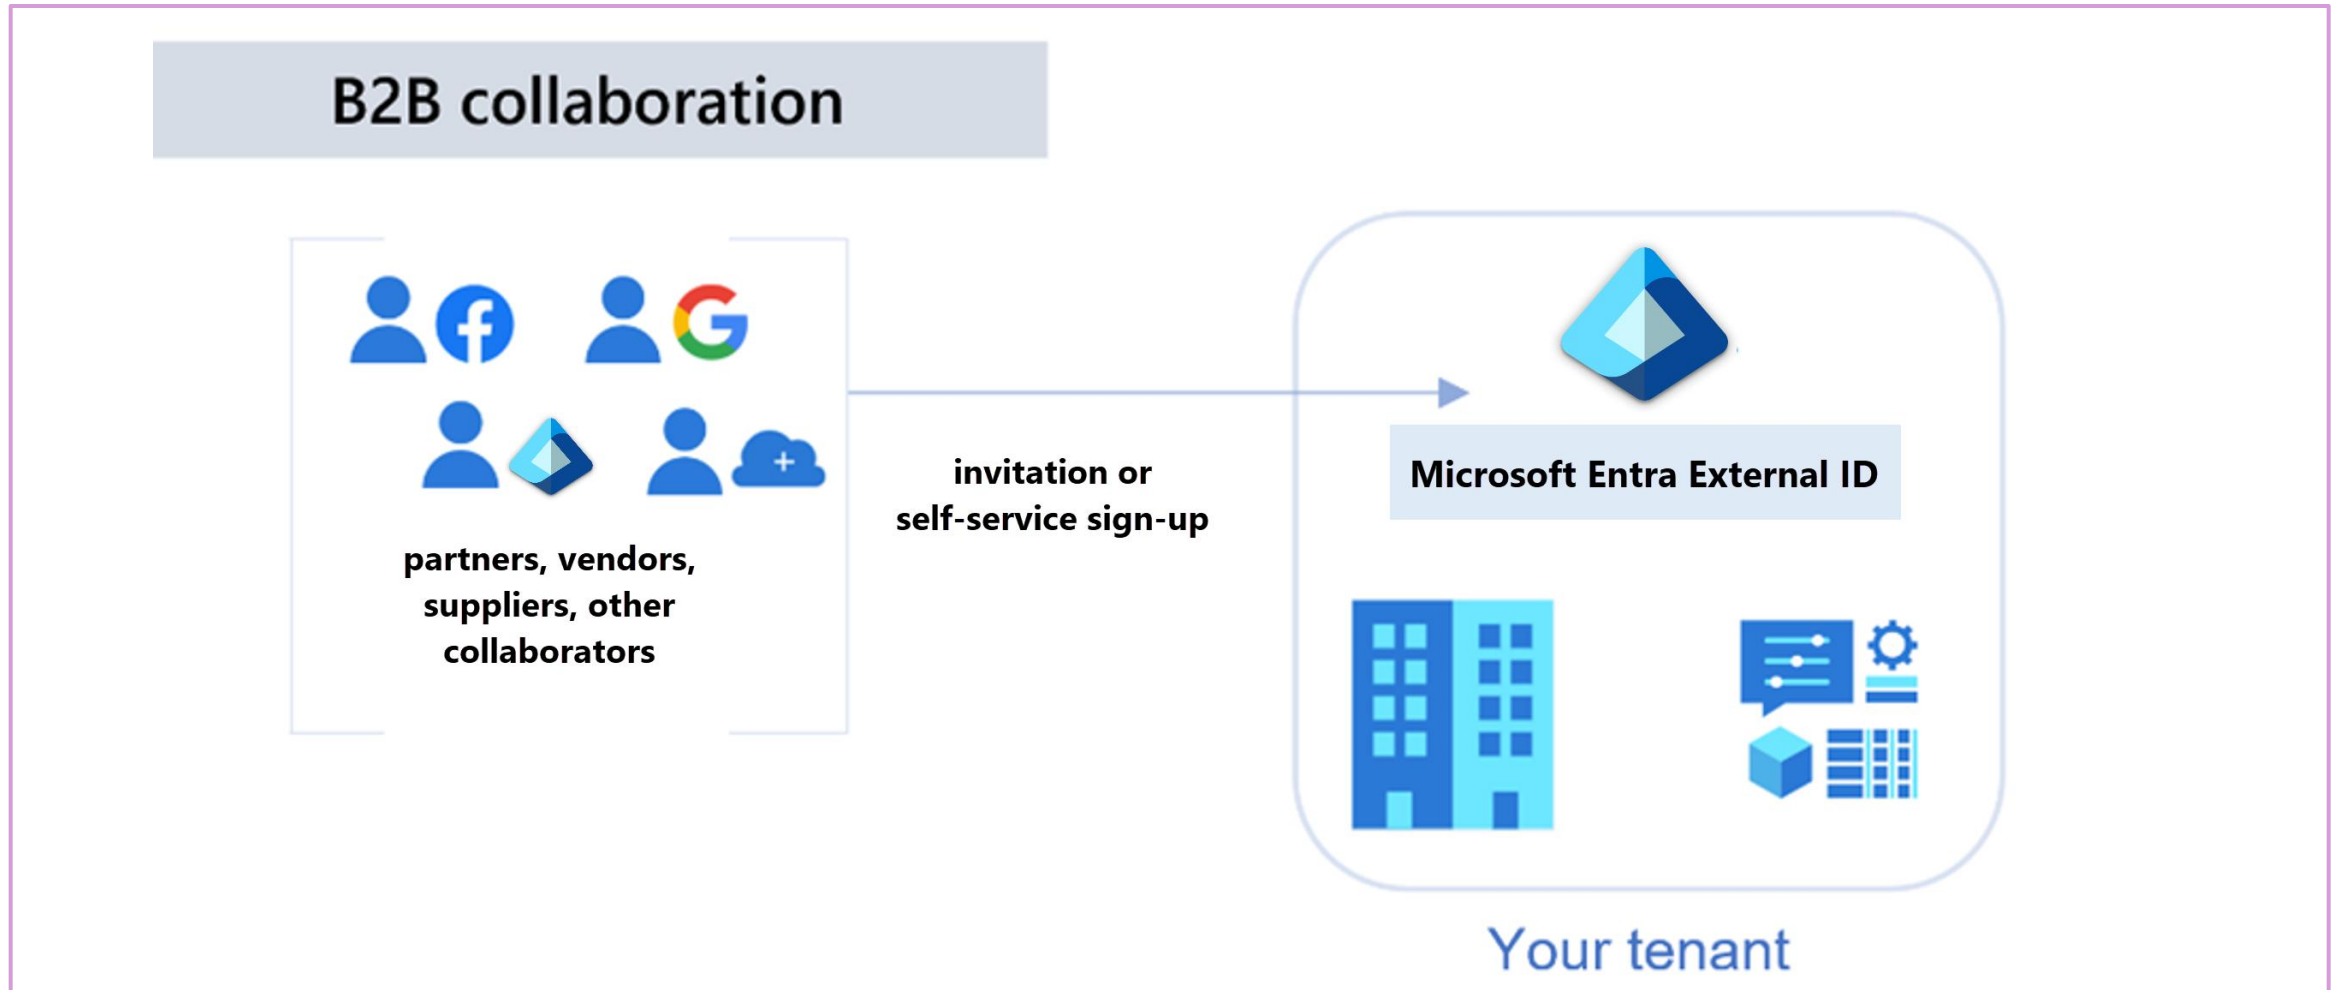 B2B collaboration
partners, vendors,
suppliers, other
collaborators
invitation or
self-service sign-up
Microsoft Entra External ID
Your tenant